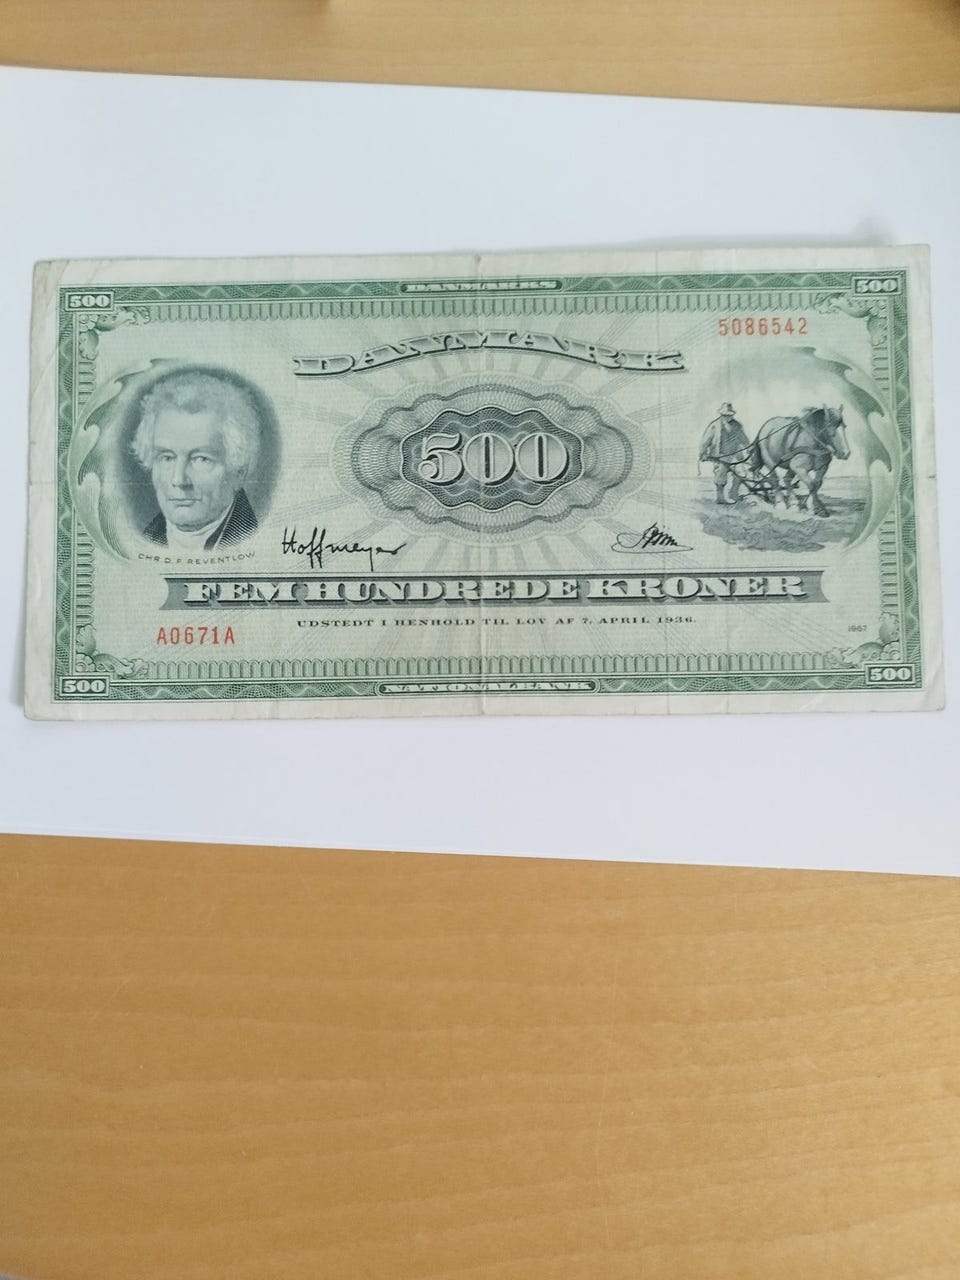 500 DANMARKS 500
5086542
DANMARK
500
CHR.D.F REVENTLOW
Hoffmeyer
FEM HUNDREDE KRONER
UDSTEDT I HENHOLD TIL LOV AF 7. APRIL 1936.
A0671A
1967
500 NATIONALBANK 500